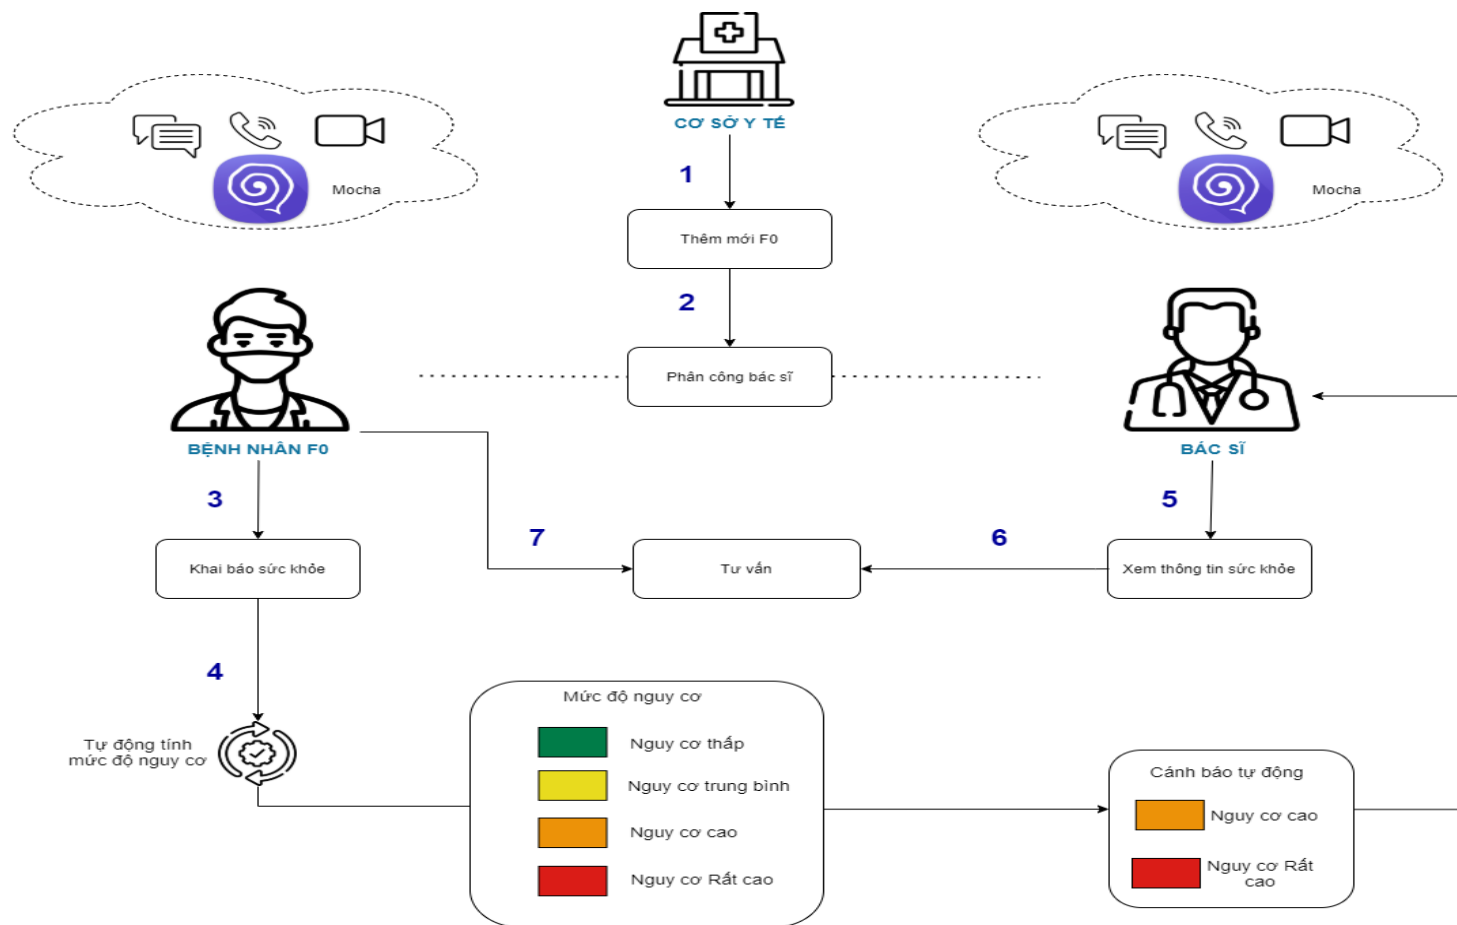 CƠ SỞ Y TẾ
Mocha
Mocha
1
Thêm mới F0
2
Phân công bác sĩ
BỆNH NHÂN F0
BÁC SĨ
3
5
7
6
Khai báo sức khỏe
Tư vấn
Xem thông tin sức khỏe
4
Tự động tính
mức độ nguy cơ
Mức độ nguy cơ
Nguy cơ thấp
Nguy cơ trung bình
Nguy cơ cao
Nguy cơ Rất cao
Cánh báo tự động
Nguy cơ cao
Nguy cơ Rất
cao